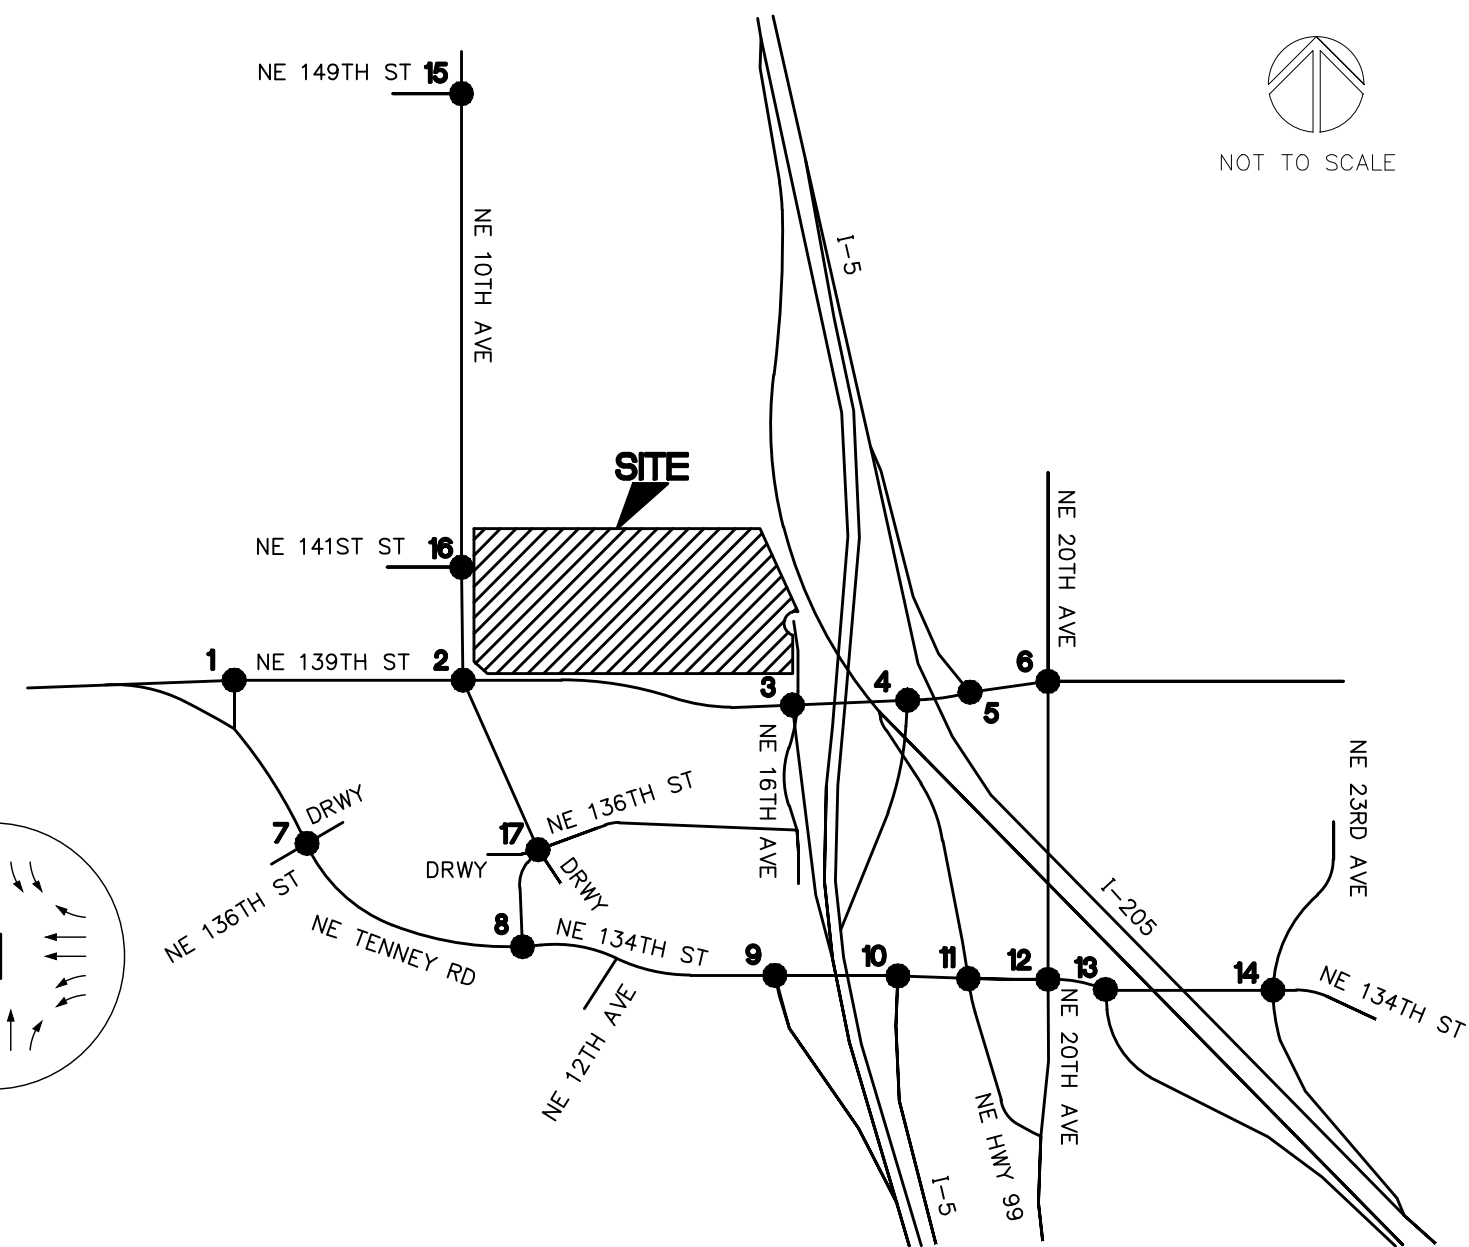 NE 149TH ST
15
NOT TO SCALE
NE 10TH AVE
I-5
SITE
NE 141ST ST
16
NE 20TH AVE
1
NE 139TH ST
2
3
4
5
6
NE 16TH AVE
NE 23RD AVE
DRWY
7
NE 136TH ST
17
NE 136TH ST
DRWY
DRWY
I-205
NE TENNEY RD
8
NE 134TH ST
9
10
11
12
13
14
NE 134TH ST
NE 12TH AVE
NE 20TH AVE
NE HWY 99
I-5